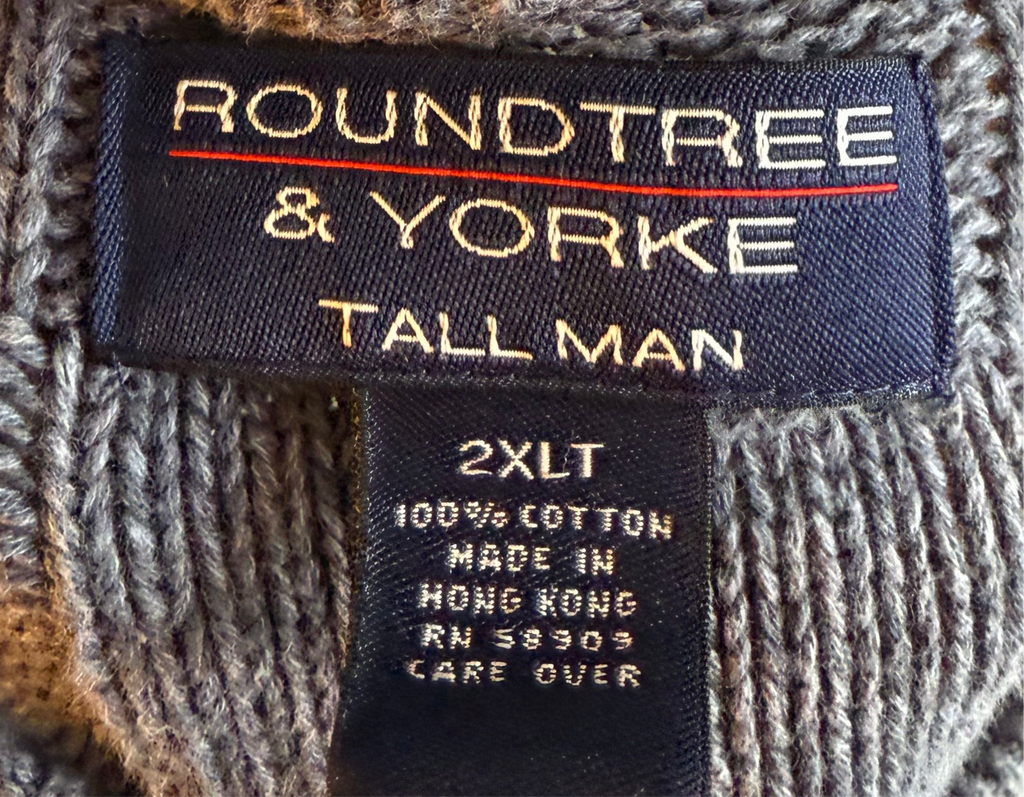 ROUNDTREE
& YORKE
TALL MAN
2XLT
100% COTTON
MADE IN
HONG KONG
RN 58909
CARE OVER